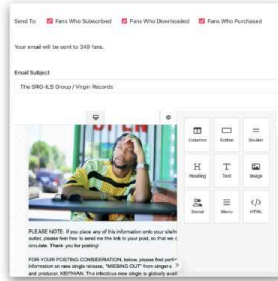 Send To: Fans Who Subscribed Fans Who Downloaded Fans Who Purchased
Your email will be sent to 349 fans.
Email Subject
The SRG-ILS Group / Virgin Records
Columns Button Divider
H T
Heading Text Image
Social Menu HTML
PLEASE NOTE: If you place any of this information onto your site/m
outlet, please feel free to send me the link to your post, so that we c
circulate. Thank you for posting!
FOR YOUR POSTING CONSIDERATION, below, please find perti
information on new single release, "MISSING OUT" from singer/s
and producer, KEITHIAN. The infectious new single is globally avail